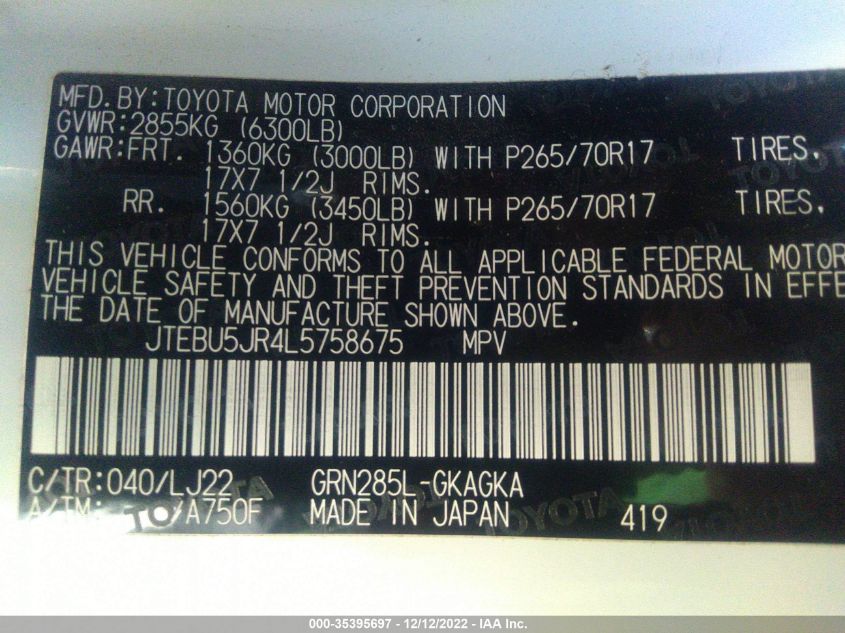 MFD.BY:TOYOTA MOTOR CORPORATION
GVWR:2855KG (6300LB)
GAWR:FRT. 1360KG (3000LB) WITH P265/70R17 TIRES,
17X7 1/2J RIMS.
RR. 1560KG (3450LB) WITH P265/70R17 TIRES,
17X7 1/2J RIMS.
THIS VEHICLE CONFORMS TO ALL APPLICABLE FEDERAL MOTOR
VEHICLE SAFETY AND THEFT PREVENTION STANDARDS IN EFFE
THE DATE OF MANUFACTURE SHOWN ABOVE.
JTEBU5JR4L5758675 MPV
C/TR:040/LJ22 GRN285L-GKAGKA
A/TM: /A750F MADE IN JAPAN 419
000-35395697 - 12/12/2022 - IAA Inc.